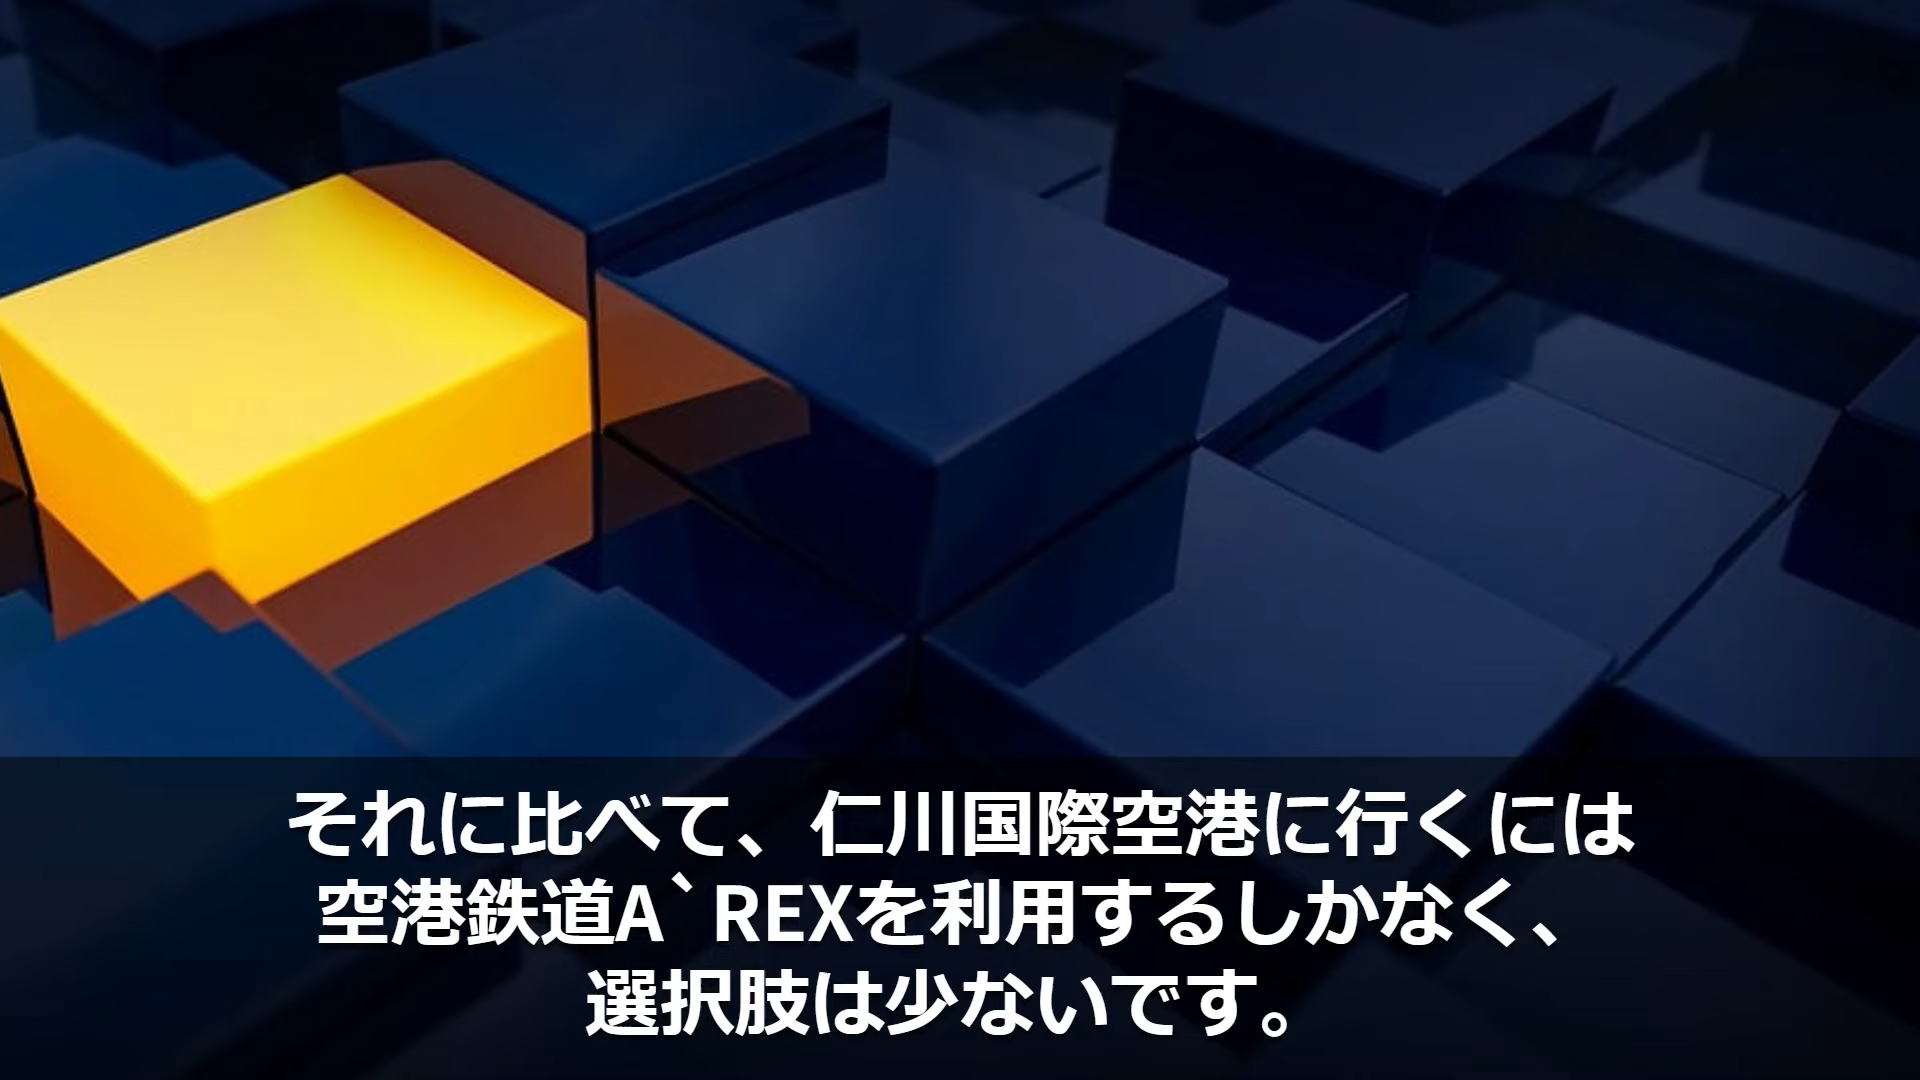 それに比べて、仁川国際空港に行くには
空港鉄道A`REXを利用するしかなく、
選択肢は少ないです。